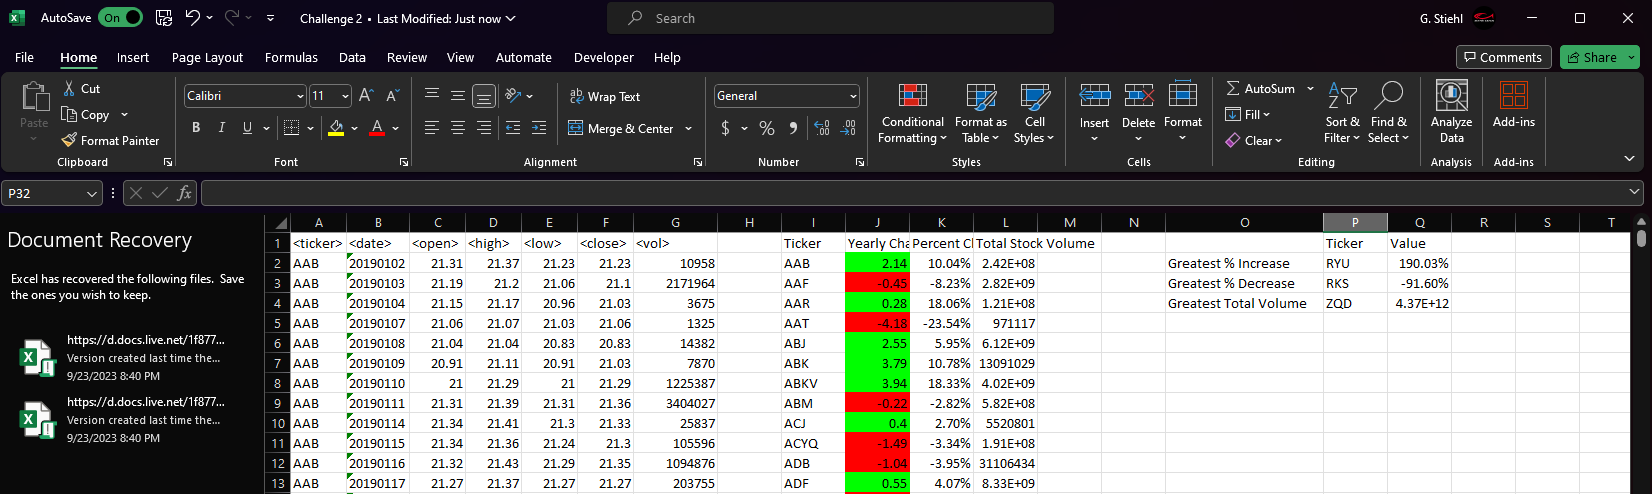 AutoSave On Challenge 2 • Last Modified: Just now Search G. Stiehl
File Home Insert Page Layout Formulas Data Review View Automate Developer Help Comments Share
Paste
Cut
Copy
Format Painter
Clipboard
Calibri 11
B I U
Font
Wrap Text
Merge & Center
Alignment
General
$ %
Number
Conditional Formatting
Format as Table
Cell Styles
Styles
Insert Delete Format
Cells
AutoSum
Fill
Clear
Sort & Filter
Find & Select
Editing
Analyze Data
Analysis
Add-ins
Add-ins
P32 fx
Document Recovery
Excel has recovered the following files. Save
the ones you wish to keep.
https://d.docs.live.net/1f877...
Version created last time the...
9/23/2023 8:40 PM
https://d.docs.live.net/1f877...
Version created last time the...
9/23/2023 8:40 PM
A B C D E F G H I J K L M N O P Q R S T
1 <ticker> <date> <open> <high> <low> <close> <vol> Ticker Yearly Cha Percent Cl Total Stock Volume Ticker Value
2 AAB 20190102 21.31 21.37 21.23 21.23 10958 AAB 2.14 10.04% 2.42E+08 Greatest % Increase RYU 190.03%
3 AAB 20190103 21.19 21.2 21.06 21.1 2171964 AAF -0.45 -8.23% 2.82E+09 Greatest % Decrease RKS -91.60%
4 AAB 20190104 21.15 21.17 20.96 21.03 3675 AAR 0.28 18.06% 1.21E+08 Greatest Total Volume ZQD 4.37E+12
5 AAB 20190107 21.06 21.07 21.03 21.06 1325 AAT -4.18 -23.54% 971117
6 AAB 20190108 21.04 21.04 20.83 20.83 14382 ABJ 2.55 5.95% 6.12E+09
7 AAB 20190109 20.91 21.11 20.91 21.03 7870 ABK 3.79 10.78% 13091029
8 AAB 20190110 21 21.29 21 21.29 1225387 ABKV 3.94 18.33% 4.02E+09
9 AAB 20190111 21.31 21.39 21.31 21.36 3404027 ABM -0.22 -2.82% 5.82E+08
10 AAB 20190114 21.34 21.41 21.3 21.33 25837 ACJ 0.4 2.70% 5520801
11 AAB 20190115 21.34 21.36 21.24 21.3 105596 ACYQ -1.49 -3.34% 1.91E+08
12 AAB 20190116 21.32 21.43 21.29 21.35 1094876 ADB -1.04 -3.95% 31106434
13 AAB 20190117 21.27 21.37 21.27 21.27 203755 ADF 0.55 4.07% 8.33E+09